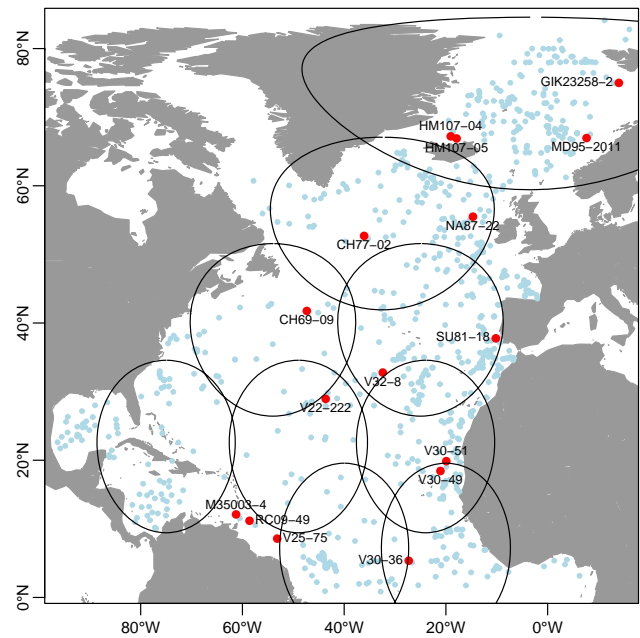 80°N
GIK23258−2
HM107−04
HM107−05
MD95−2011
60°N
NA87−22
CH77−02
40°N
CH69−09
SU81−18
V32−8
V22−222
20°N
V30−51
V30−49
M35003−4
RC09−49
V25−75
V30−36
0°N
80°W
60°W
40°W
20°W
0°W